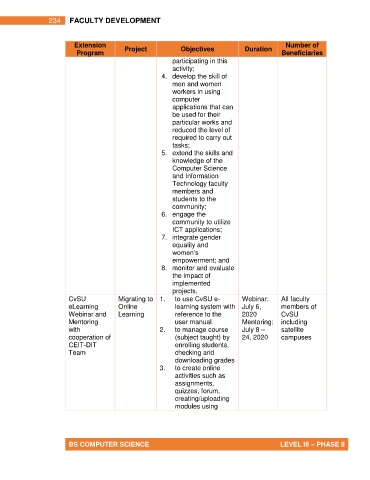 234 FACULTY DEVELOPMENT
Extension Program Project Objectives Duration Number of Beneficiaries
participating in this
activity;
4. develop the skill of
men and women
workers in using
computer
applications that can
be used for their
particular works and
reduced the level of
required to carry out
tasks;
5. extend the skills and
knowledge of the
Computer Science
and Information
Technology faculty
members and
students to the
community;
6. engage the
community to utilize
ICT applications;
7. integrate gender
equality and
women's
empowerment; and
8. monitor and evaluate
the impact of
implemented
projects.
CvSU Migrating to 1. to use CvSU e- Webinar: All faculty
eLearning Online learning system with July 6, members of
Webinar and Learning reference to the 2020 CvSU
Mentoring user manual. Mentoring: including
with 2. to manage course July 8 – satellite
cooperation of (subject taught) by 24, 2020 campuses
CEIT-DIT enrolling students,
Team checking and
downloading grades
3. to create online
activities such as
assignments,
quizzes, forum,
creating/uploading
modules using
BS COMPUTER SCIENCE LEVEL III – PHASE II